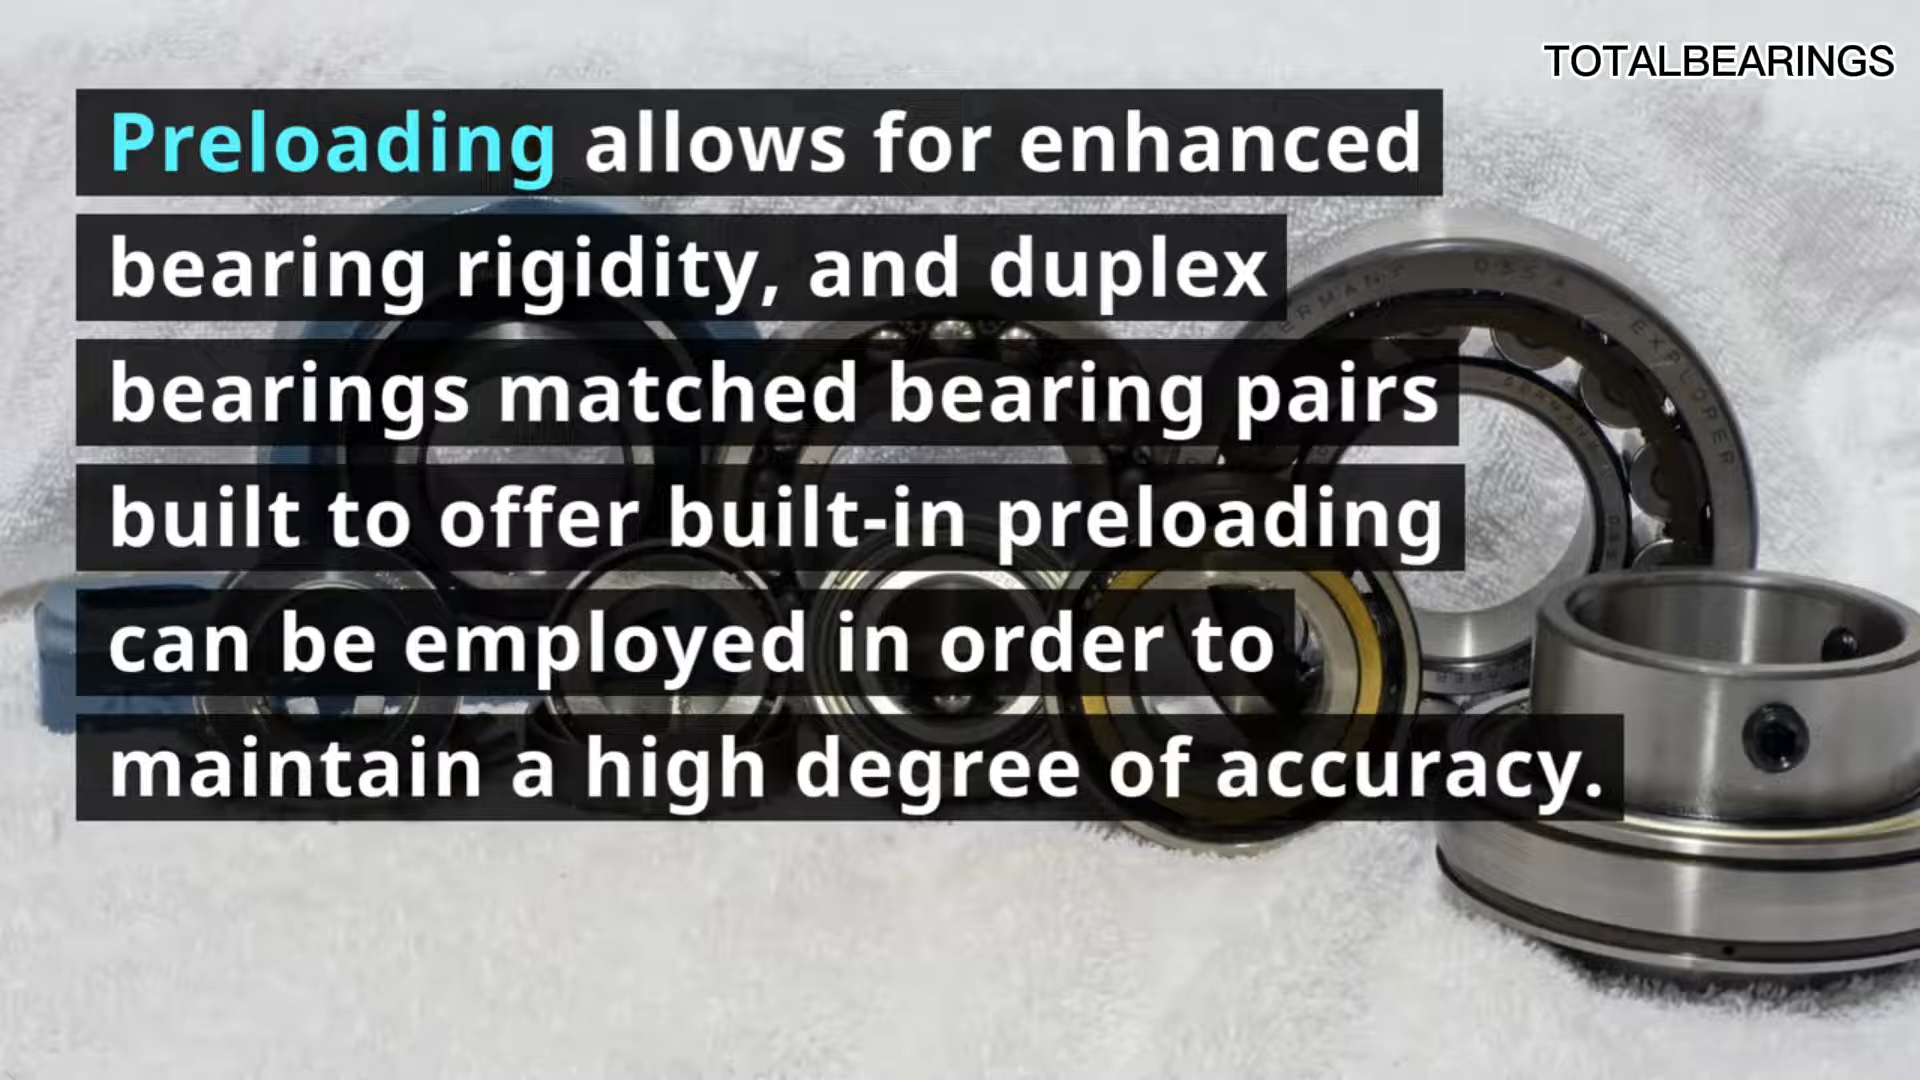 TOTALBEARINGS
Preloading allows for enhanced
bearing rigidity, and duplex
bearings matched bearing pairs
built to offer built-in preloading
can be employed in order to
maintain a high degree of accuracy.
EXPLORER